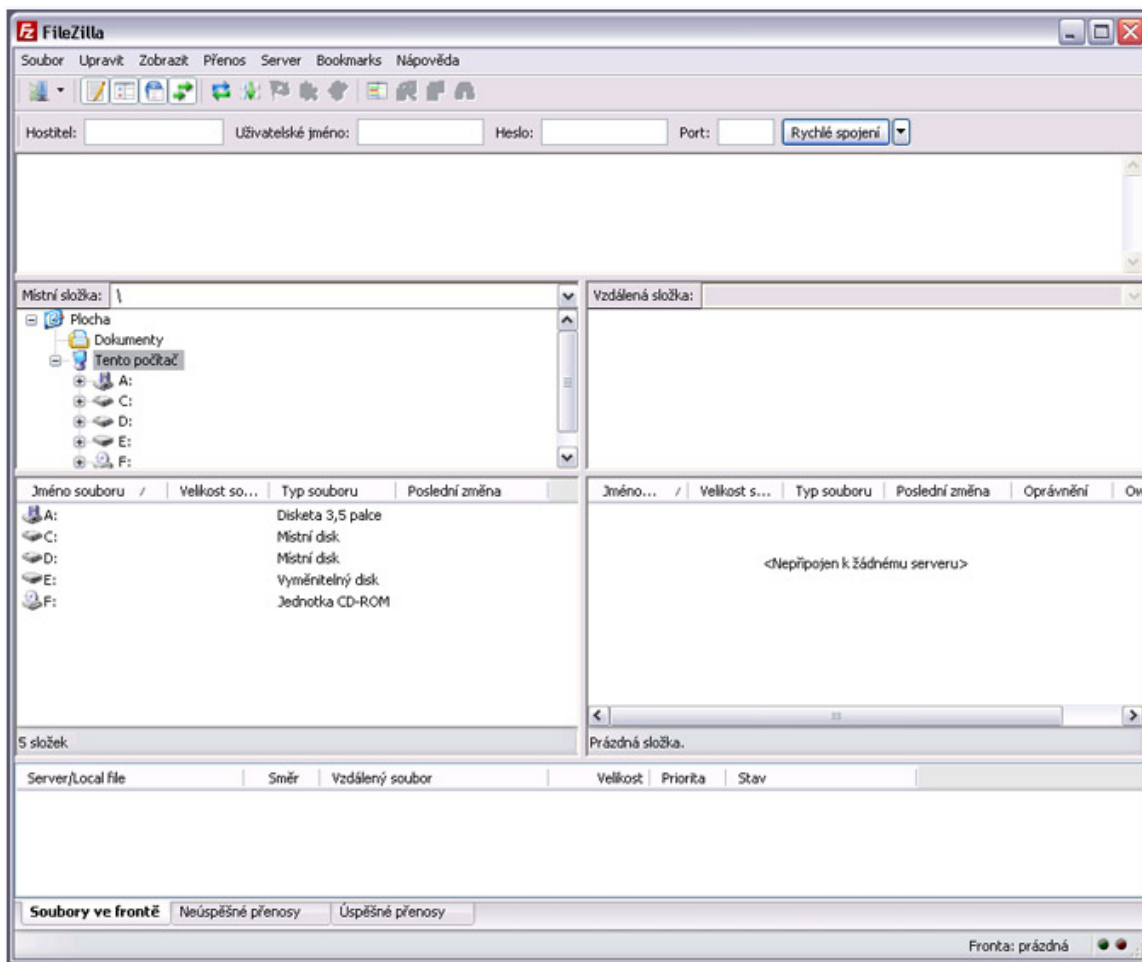 FileZilla
Soubor Upravit Zobrazit Přenos Server Bookmarks Nápověda
Hostitel: Uživatelské jméno: Heslo: Port: Rychlé spojení
Místní složka: \
Plocha
Dokumenty
Tento počítač
A:
C:
D:
E:
F:
Vzdálená složka:
Jméno souboru / Velikost so... Typ souboru Poslední změna
A: Disketa 3,5 palce
C: Místní disk
D: Místní disk
E: Vyměnitelný disk
F: Jednotka CD-ROM
5 složek
Jméno... / Velikost s... Typ souboru Poslední změna Oprávnění Ow
<Nepřipojen k žádnému serveru>
Prázdná složka.
Server/Local file Směr Vzdálený soubor Velikost Priorita Stav
Soubory ve frontě Neúspěšné přenosy Úspěšné přenosy
Fronta: prázdná